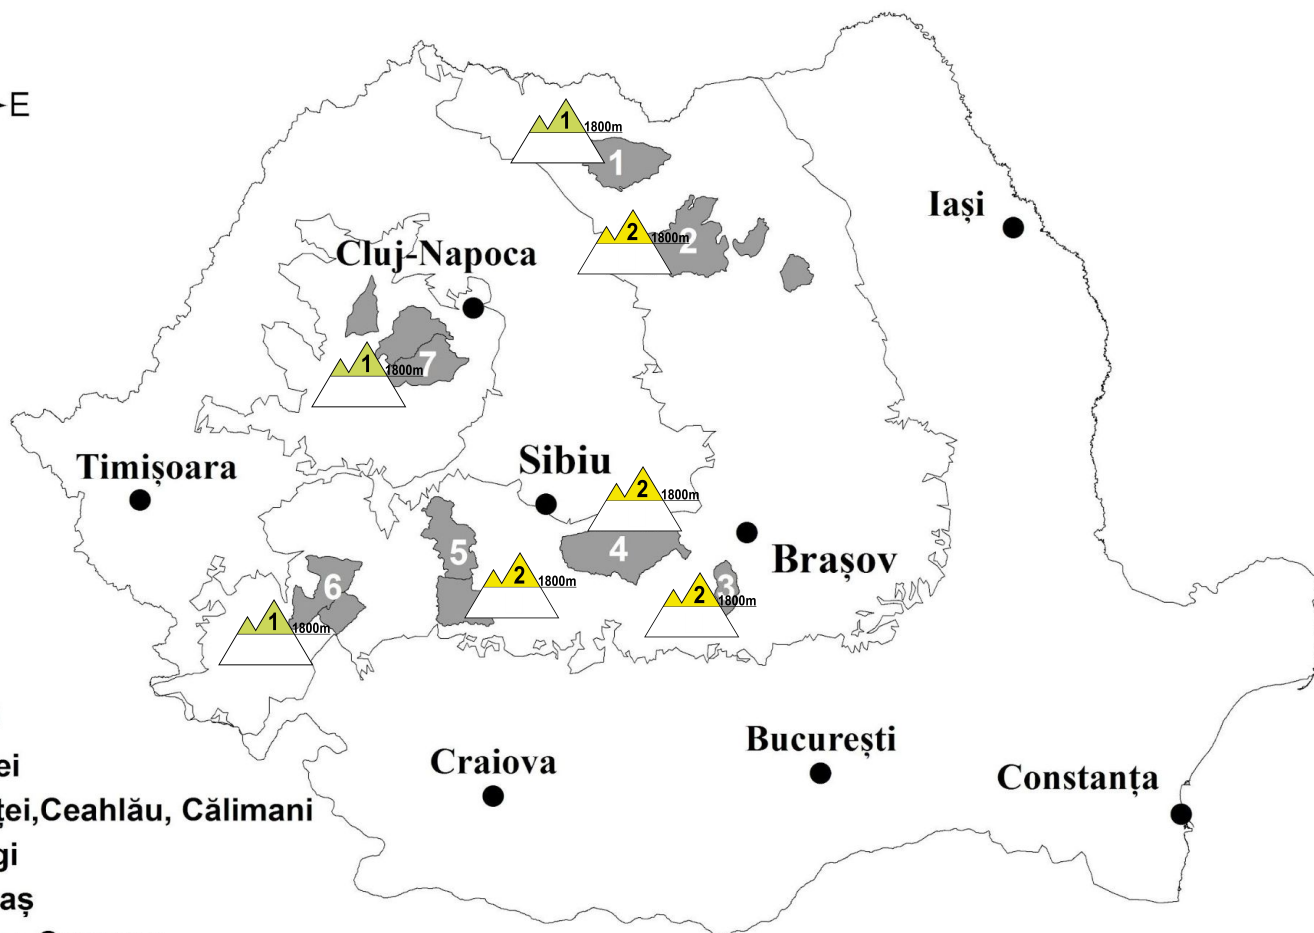 E
1
1800m
1
Iași
2
1800m
2
Cluj-Napoca
1
1800m
7
Timișoara
Sibiu
2
1800m
5
4
Brașov
2
1800m
2
1800m
3
6
1
1800m
București
Craiova
Constanța
ei
ței,Ceahlău, Călimani
gi
aș